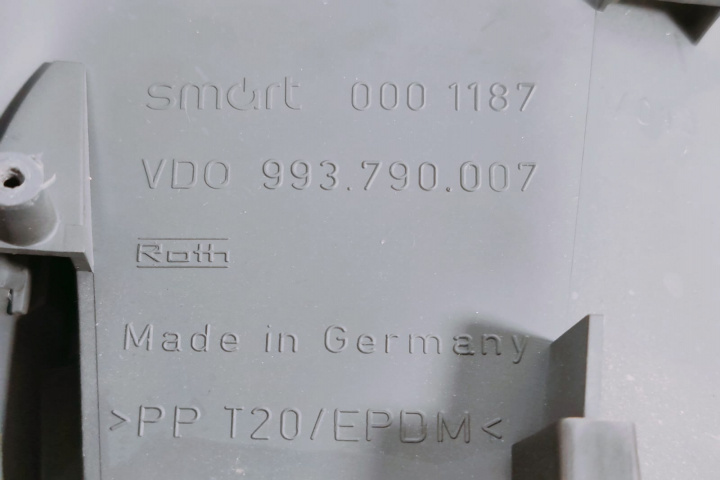 smart 000 1187
VDO 993.790.007
Roth
Made in Germany
>PP T20/EPDM<